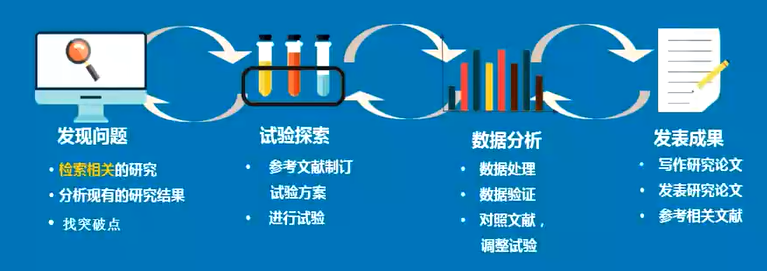 发现问题
• 检索相关的研究
• 分析现有的研究结果
• 找突破点
试验探索
• 参考文献制订
试验方案
• 进行试验
数据分析
• 数据处理
• 数据验证
• 对照文献，
调整试验
发表成果
• 写作研究论文
• 发表研究论文
• 参考相关文献